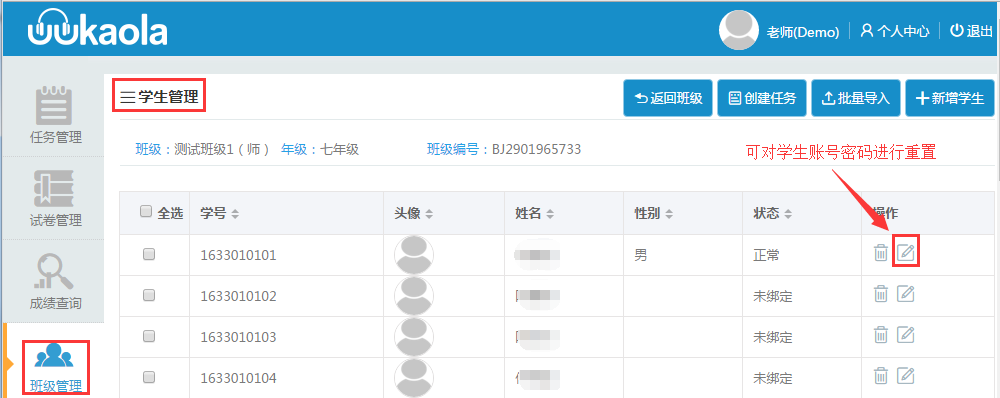 uukaola
老师(Demo) 个人中心 退出
学生管理 返回班级 创建任务 批量导入 新增学生
任务管理
班级：测试班级1（师） 年级：七年级 班级编号：BJ2901965733
可对学生账号密码进行重置
试卷管理
全选 学号 头像 姓名 性别 状态 操作
1633010101 男 正常
成绩查询
1633010102 未绑定
1633010103 未绑定
班级管理
1633010104 未绑定